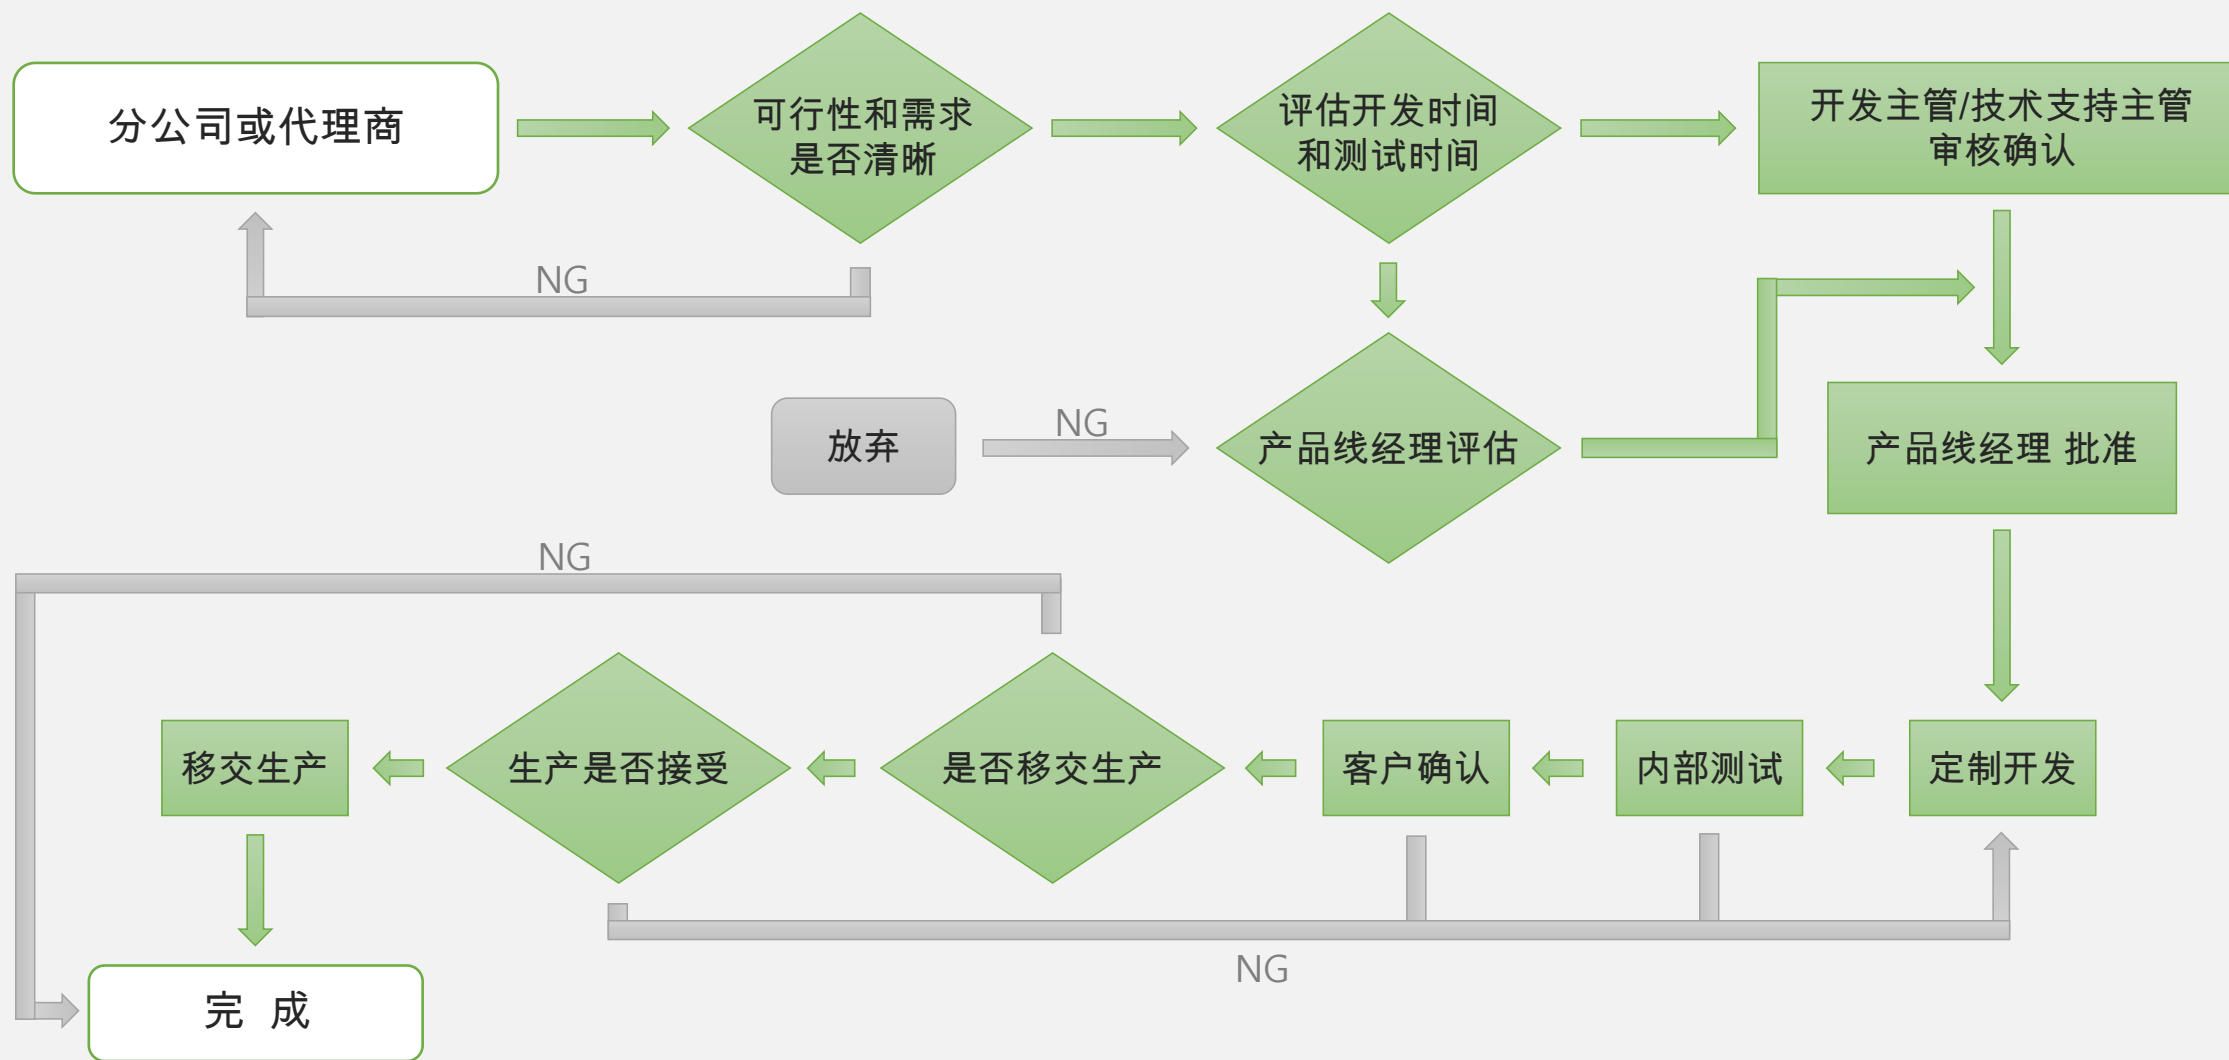 分公司或代理商
可行性和需求
是否清晰
评估开发时间
和测试时间
开发主管/技术支持主管
审核确认
NG
放弃
NG
产品线经理评估
产品线经理 批准
NG
移交生产
生产是否接受
是否移交生产
客户确认
内部测试
定制开发
NG
完 成